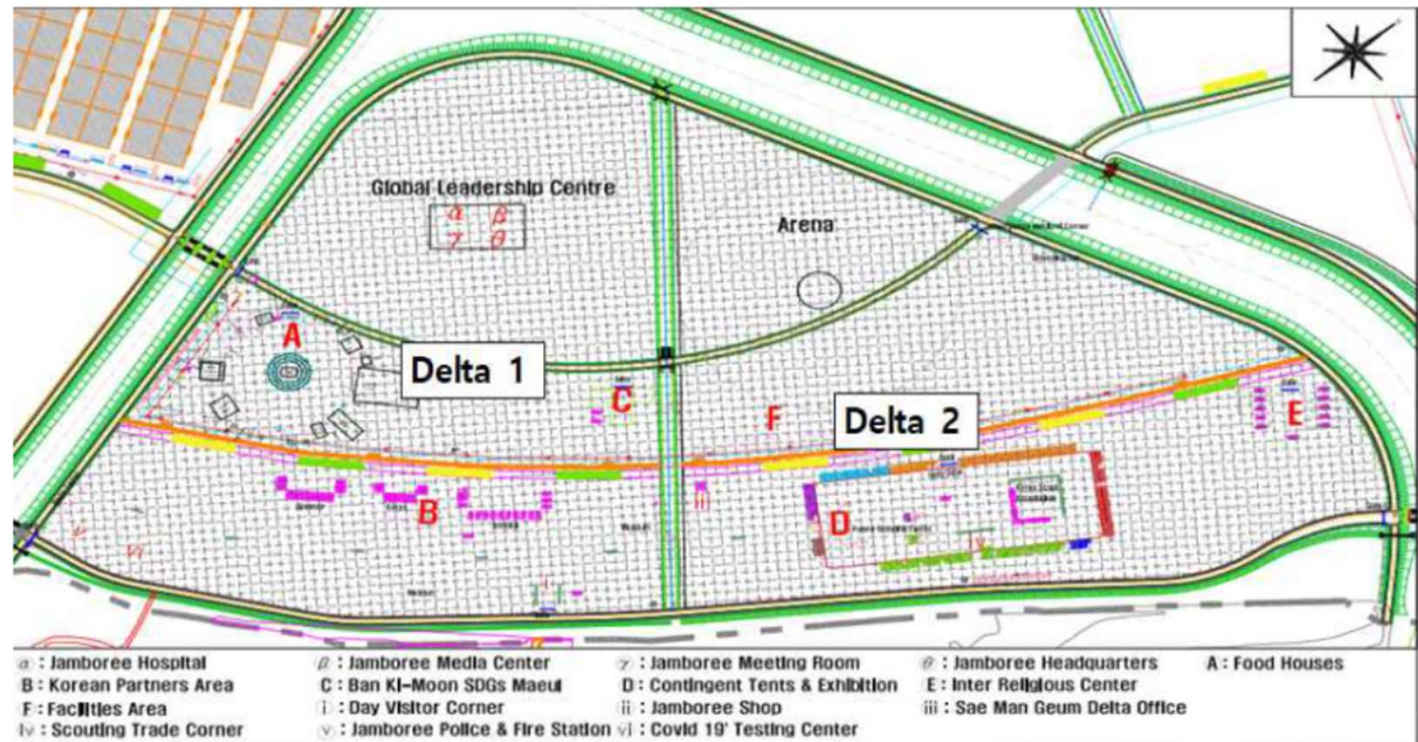 Global Leadership Centre
α β
γ θ
Arena
A
Delta 1
C
F
Delta 2
E
B
iii
D
iv
v
vi
i
α : Jamboree Hospital β : Jamboree Media Center γ : Jamboree Meeting Room θ : Jamboree Headquarters A : Food Houses
B : Korean Partners Area C : Ban Ki-Moon SDGs Maeul D : Contingent Tents & Exhibition E : Inter Religious Center
F : Facilities Area i : Day Visitor Corner ii : Jamboree Shop iii : Sae Man Geum Delta Office
iv : Scouting Trade Corner v : Jamboree Police & Fire Station vi : Covid 19' Testing Center